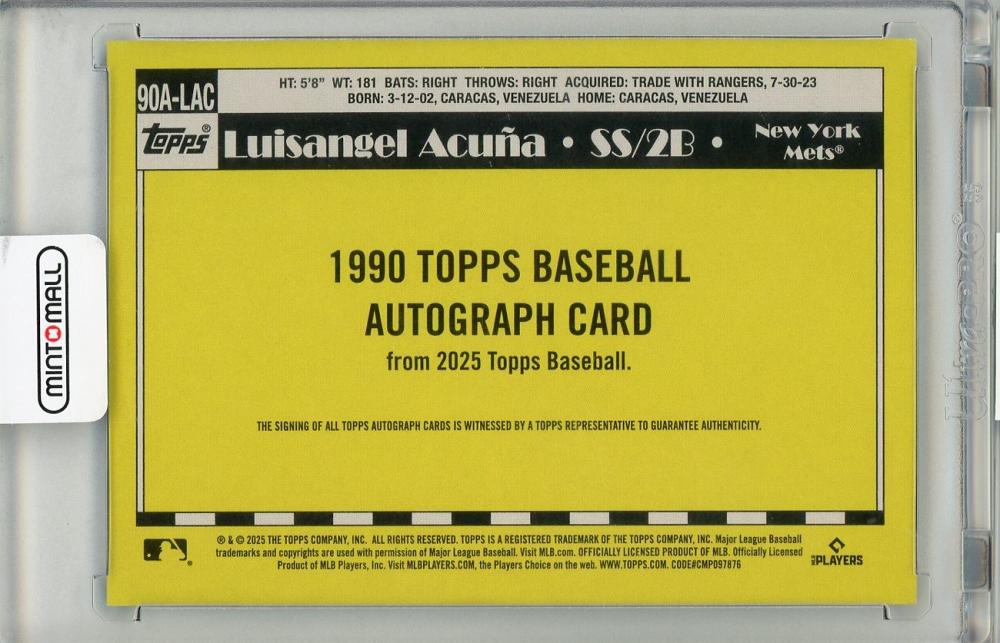 90A-LAC
HT: 5'8" WT: 181 BATS: RIGHT THROWS: RIGHT ACQUIRED: TRADE WITH RANGERS, 7-30-23
BORN: 3-12-02, CARACAS, VENEZUELA HOME: CARACAS, VENEZUELA
TOPPS®
Luisangel Acuña • SS/2B •
New York
Mets®
1990 TOPPS BASEBALL
AUTOGRAPH CARD
from 2025 Topps Baseball.
THE SIGNING OF ALL TOPPS AUTOGRAPH CARDS IS WITNESSED BY A TOPPS REPRESENTATIVE TO GUARANTEE AUTHENTICITY.
® & © 2025 THE TOPPS COMPANY, INC. ALL RIGHTS RESERVED. TOPPS IS A REGISTERED TRADEMARK OF THE TOPPS COMPANY, INC. Major League Baseball
trademarks and copyrights are used with permission of Major League Baseball. Visit MLB.com. OFFICIALLY LICENSED PRODUCT OF MLB. Officially Licensed
Product of MLB Players, Inc. Visit MLBPLAYERS.com, the Players Choice on the web. WWW.TOPPS.COM. CODE#CMP097876
MLB PLAYERS
MINTOMALL